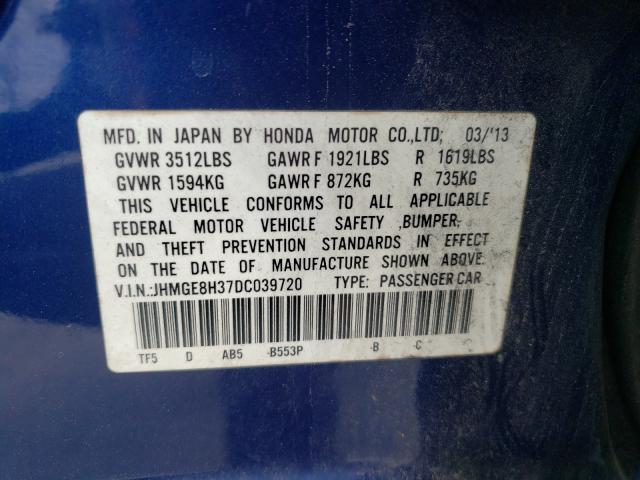 MFD. IN JAPAN BY HONDA MOTOR CO.,LTD; 03/'13
GVWR 3512LBS GAWR F 1921LBS R 1619LBS
GVWR 1594KG GAWR F 872KG R 735KG
THIS VEHICLE CONFORMS TO ALL APPLICABLE
FEDERAL MOTOR VEHICLE SAFETY ,BUMPER,
AND THEFT PREVENTION STANDARDS IN EFFECT
ON THE DATE OF MANUFACTURE SHOWN ABOVE.
V.I.N.:JHMGE8H37DC039720 TYPE: PASSENGER CAR
TF5 D AB5 -B553P -B -C